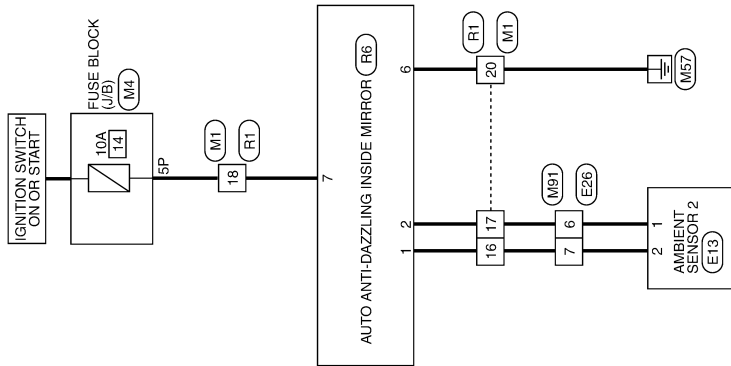 IGNITION SWITCH
ON OR START
FUSE BLOCK
(J/B)
M4
10A
14
5P
M1
18
R1
7
AUTO ANTI-DAZZLING INSIDE MIRROR
R6
1
2
6
R1
16
17
20
M1
M91
7
6
E26
M57
2
1
AMBIENT
SENSOR 2
E13